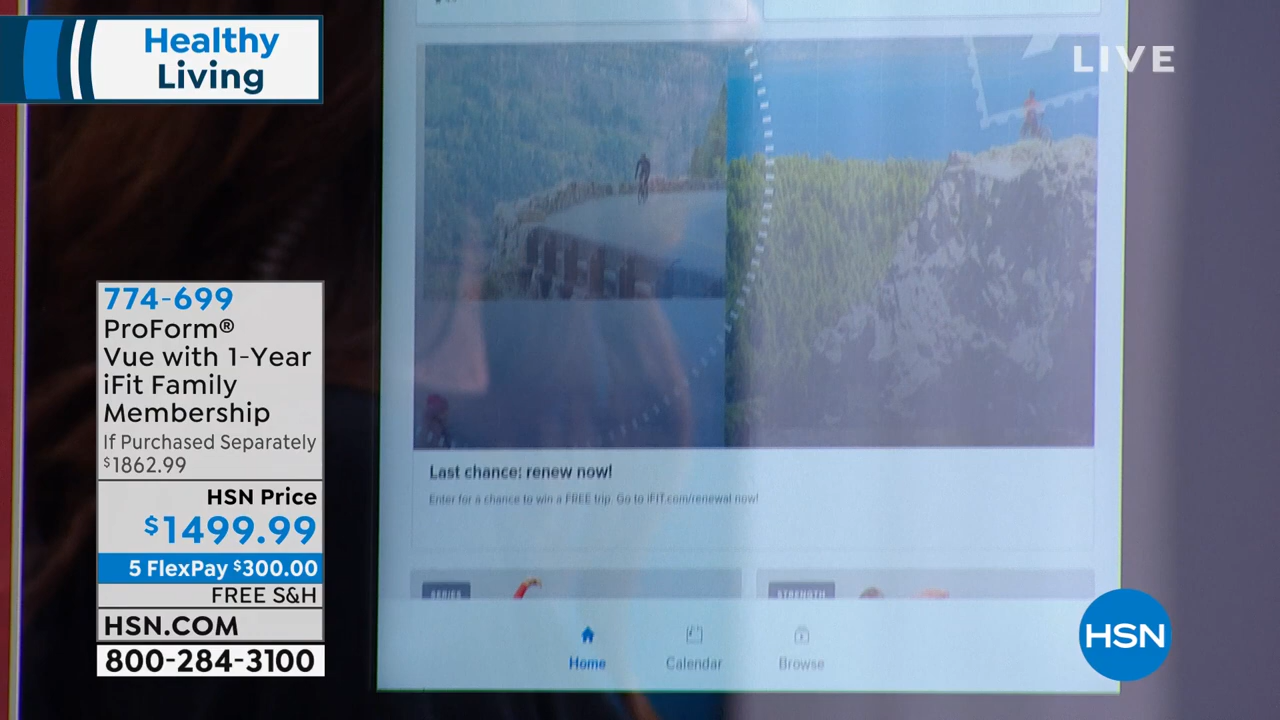 Healthy
Living
LIVE
774-699
ProForm®
Vue with 1-Year
iFit Family
Membership
If Purchased Separately
$1862.99
HSN Price
$1499.99
5 FlexPay $300.00
FREE S&H
HSN.COM
800-284-3100
Last chance: renew now!
Enter for a chance to win a FREE trip. Go to iFIT.com/renewal now!
SERIES
STRENGTH
Home
Calendar
Browse
HSN